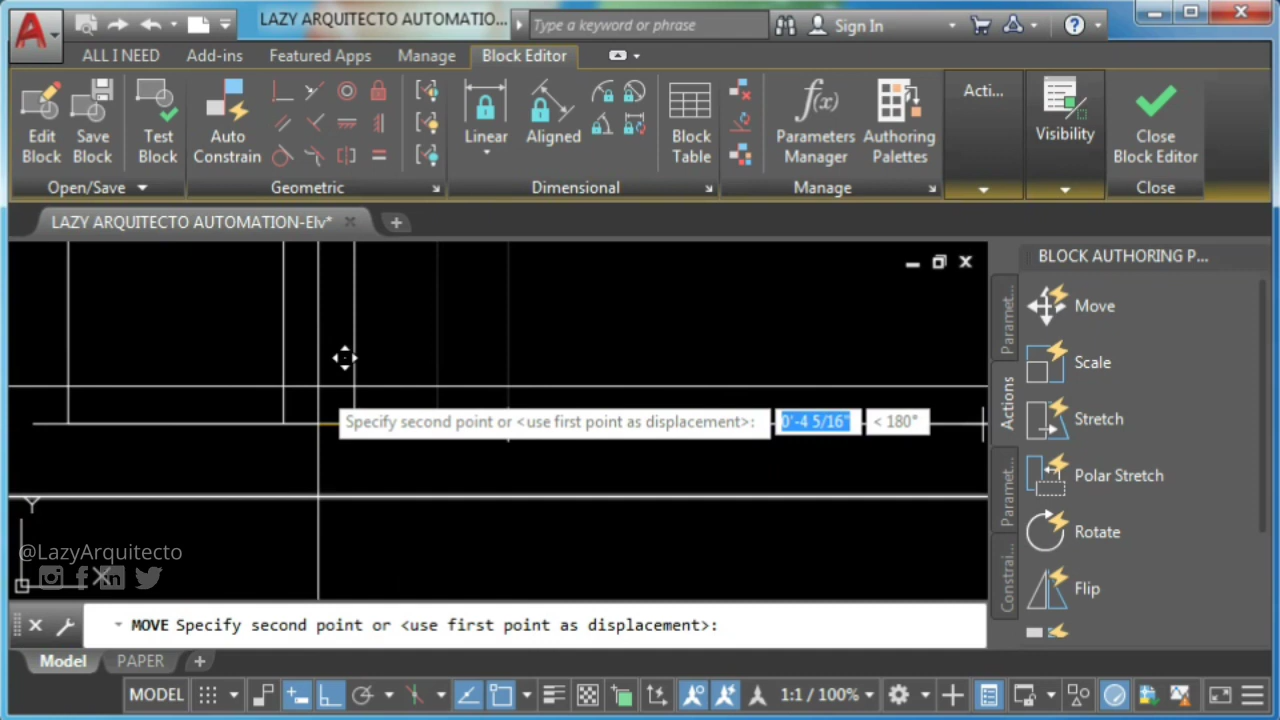 LAZY ARQUITECTO AUTOMATIO...
Type a keyword or phrase
Sign In
ALL I NEED
Add-ins
Featured Apps
Manage
Block Editor
Edit Block
Save Block
Test Block
Auto Constrain
Linear
Aligned
Block Table
Parameters Manager
Authoring Palettes
Acti...
Visibility
Close Block Editor
Open/Save
Geometric
Dimensional
Manage
Close
LAZY ARQUITECTO AUTOMATION-Elv*
BLOCK AUTHORING P...
Paramet...
Actions
Paramet...
Constrai...
Move
Scale
Stretch
Polar Stretch
Rotate
Flip
Specify second point or <use first point as displacement>:
0'-4 5/16"
< 180°
Y
X
@LazyArquitecto
MOVE Specify second point or <use first point as displacement>:
Model
PAPER
MODEL
1:1 / 100%